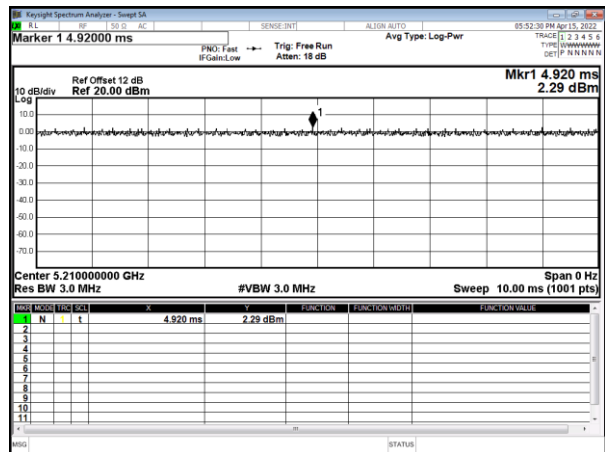 Keysight Spectrum Analyzer - Swept SA
RL RF 50 Ω AC SENSE:INT ALIGN AUTO 05:52:30 PM Apr 15, 2022
Marker 1 4.92000 ms
PNO: Fast
IFGain:Low
Trig: Free Run
Atten: 18 dB
Avg Type: Log-Pwr
TRACE 1 2 3 4 5 6
TYPE WWWWWW
DET P N N N N N
Ref Offset 12 dB
10 dB/div Ref 20.00 dBm
Log
Mkr1 4.920 ms
2.29 dBm
10.0
0.00
-10.0
-20.0
-30.0
-40.0
-50.0
-60.0
-70.0
1
Center 5.210000000 GHz Span 0 Hz
Res BW 3.0 MHz #VBW 3.0 MHz Sweep 10.00 ms (1001 pts)
MKR MODE TRC SCL X Y FUNCTION FUNCTION WIDTH FUNCTION VALUE
1 N 1 t 4.920 ms 2.29 dBm
2
3
4
5
6
7
8
9
10
11
MSG STATUS